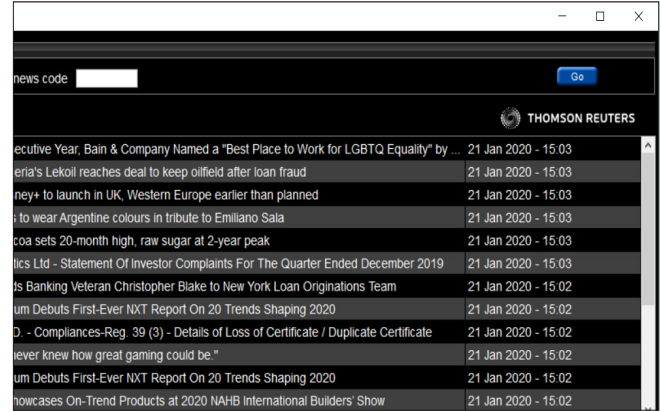 news code
Go
THOMSON REUTERS
ecutive Year, Bain & Company Named a "Best Place to Work for LGBTQ Equality" by ... 21 Jan 2020 - 15:03
eria's Lekoil reaches deal to keep oilfield after loan fraud 21 Jan 2020 - 15:03
ney+ to launch in UK, Western Europe earlier than planned 21 Jan 2020 - 15:03
s to wear Argentine colours in tribute to Emiliano Sala 21 Jan 2020 - 15:03
coa sets 20-month high, raw sugar at 2-year peak 21 Jan 2020 - 15:03
tics Ltd - Statement Of Investor Complaints For The Quarter Ended December 2019 21 Jan 2020 - 15:03
ds Banking Veteran Christopher Blake to New York Loan Originations Team 21 Jan 2020 - 15:02
um Debuts First-Ever NXT Report On 20 Trends Shaping 2020 21 Jan 2020 - 15:02
D. - Compliances-Reg. 39 (3) - Details of Loss of Certificate / Duplicate Certificate 21 Jan 2020 - 15:02
never knew how great gaming could be." 21 Jan 2020 - 15:02
um Debuts First-Ever NXT Report On 20 Trends Shaping 2020 21 Jan 2020 - 15:02
howcases On-Trend Products at 2020 NAHB International Builders' Show 21 Jan 2020 - 15:02